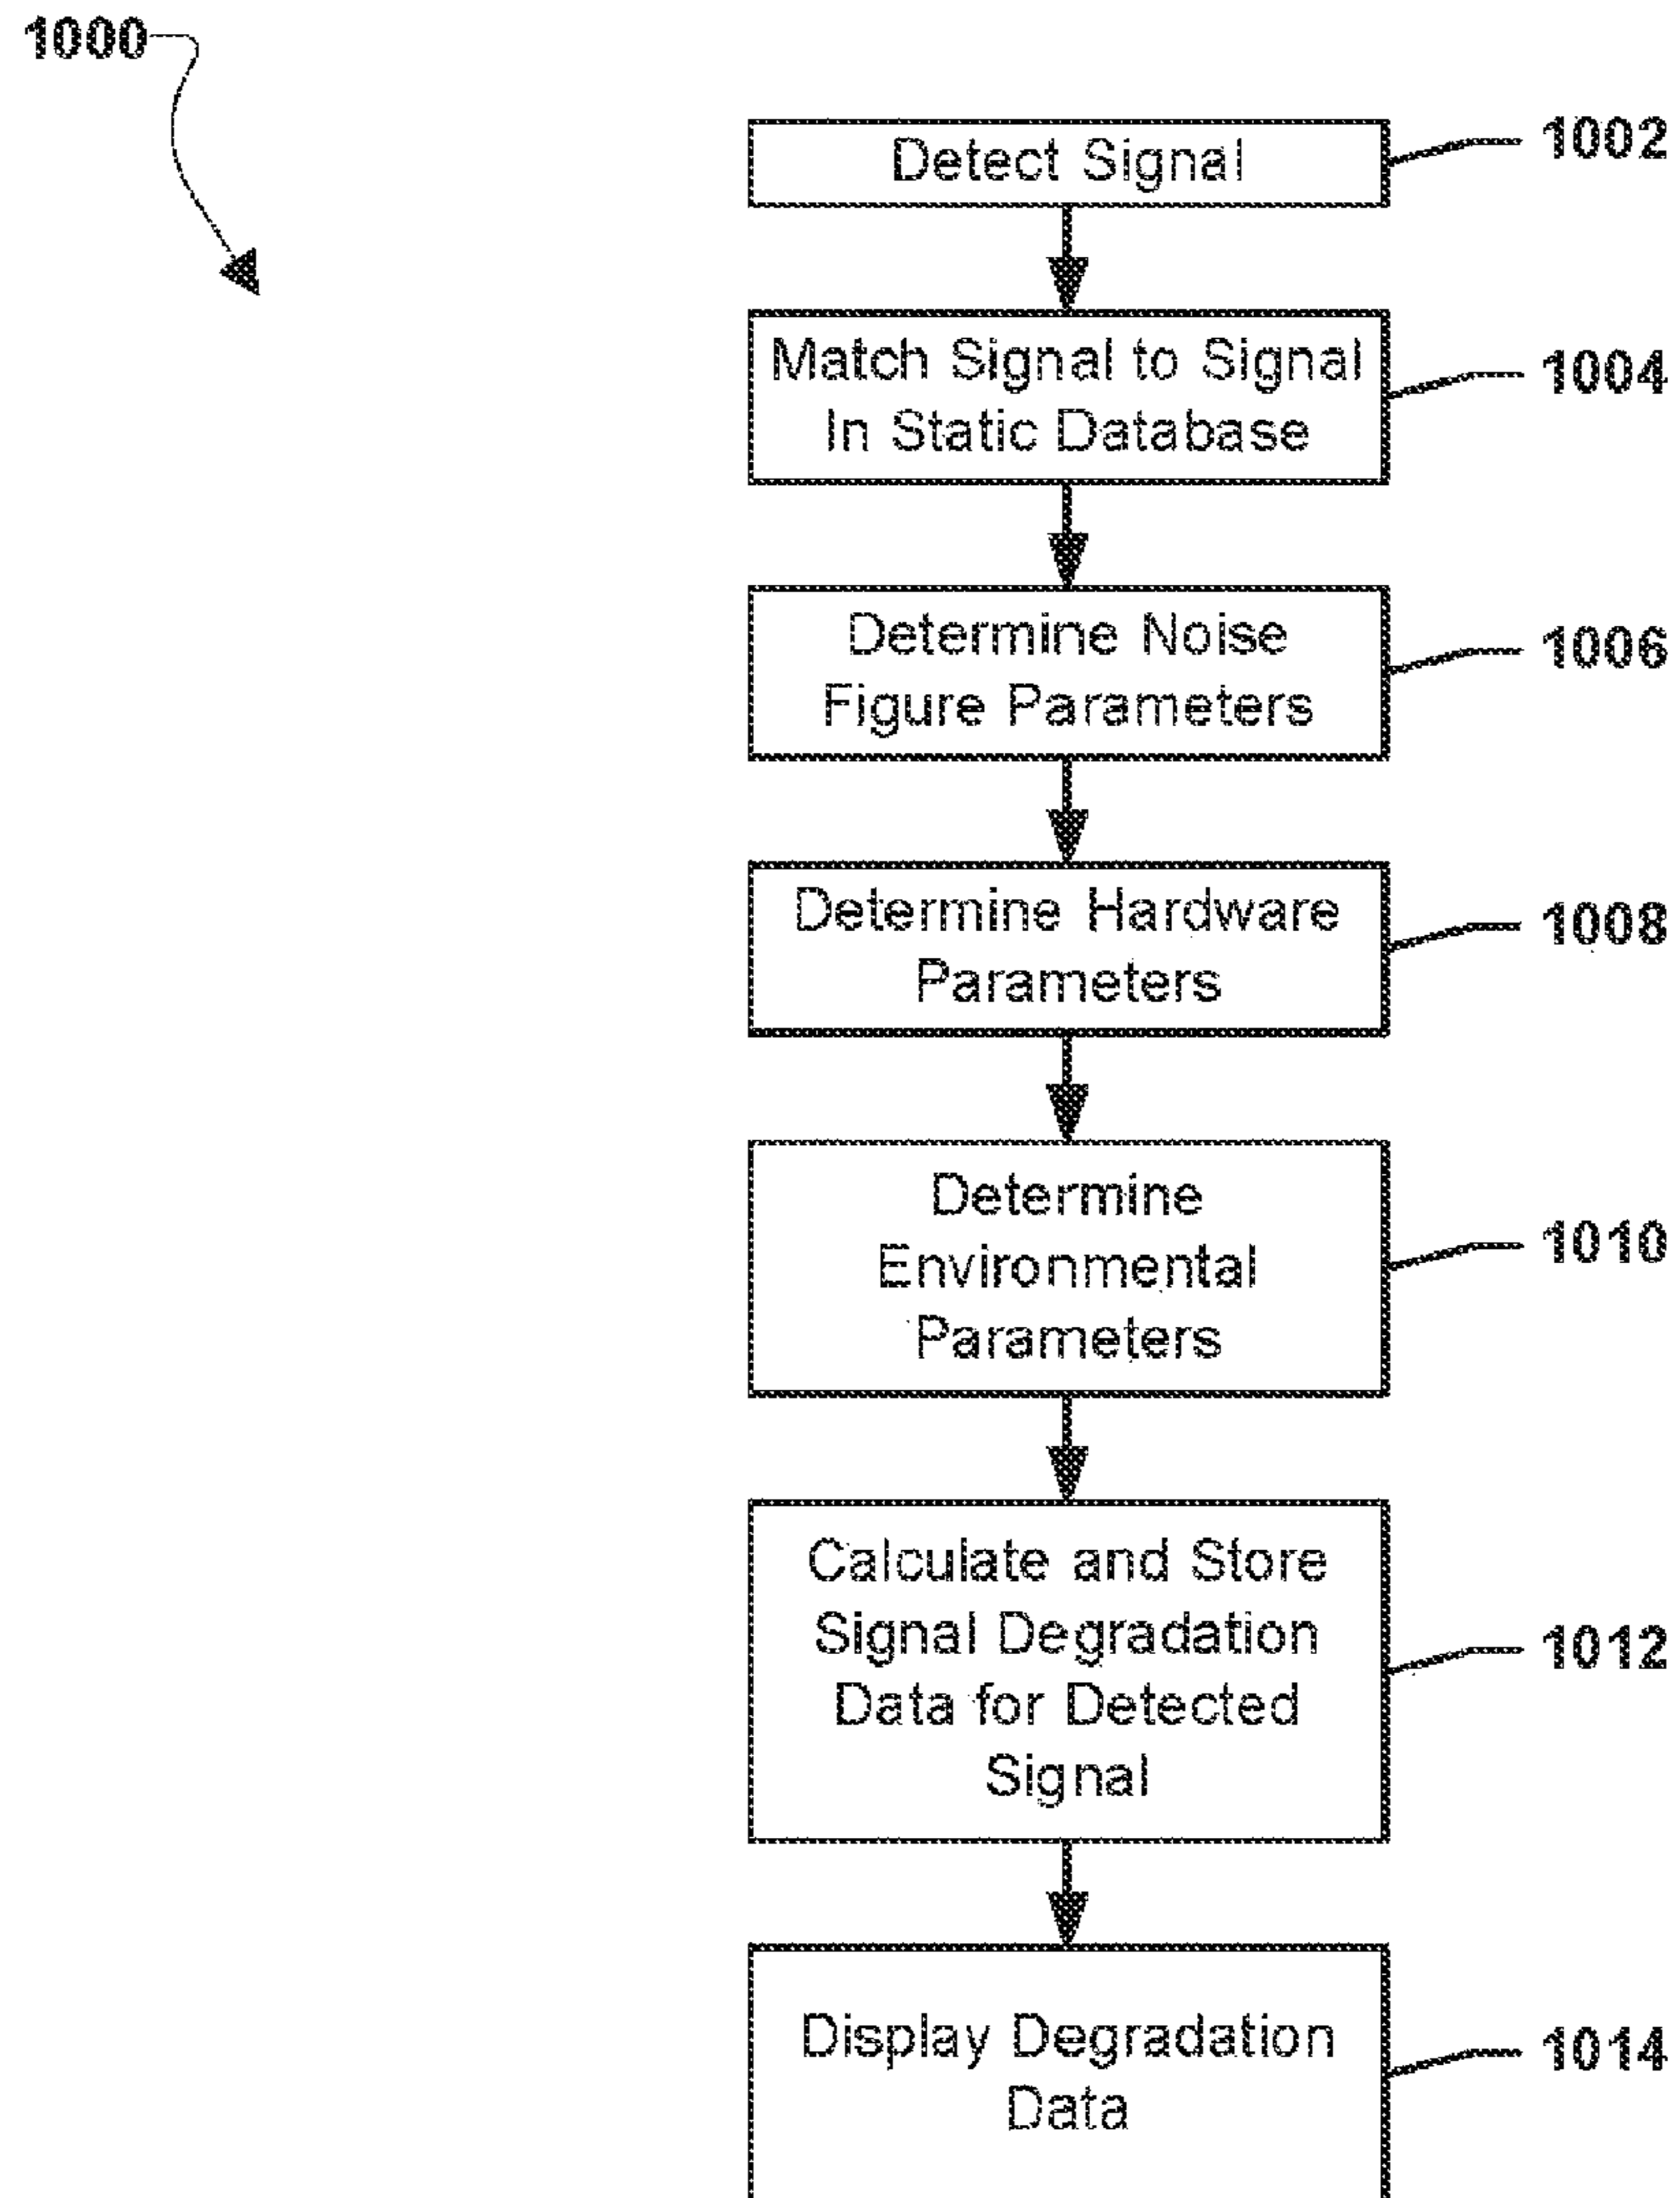 1000
Detect Signal
1002
Match Signal to Signal
In Static Database
1004
Determine Noise
Figure Parameters
1006
Determine Hardware
Parameters
1008
Determine
Environmental
Parameters
1010
Calculate and Store
Signal Degradation
Data for Detected
Signal
1012
Display Degradation
Data
1014